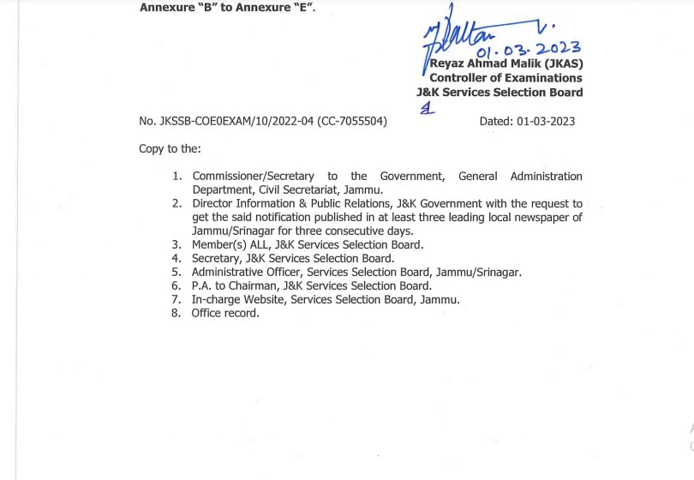 Annexure "B" to Annexure "E".
01.03.2023
Reyaz Ahmad Malik (JKAS)
Controller of Examinations
J&K Services Selection Board
No. JKSSB-COE0EXAM/10/2022-04 (CC-7055504) Dated: 01-03-2023
Copy to the:
1. Commissioner/Secretary to the Government, General Administration
Department, Civil Secretariat, Jammu.
2. Director Information & Public Relations, J&K Government with the request to
get the said notification published in at least three leading local newspaper of
Jammu/Srinagar for three consecutive days.
3. Member(s) ALL, J&K Services Selection Board.
4. Secretary, J&K Services Selection Board.
5. Administrative Officer, Services Selection Board, Jammu/Srinagar.
6. P.A. to Chairman, J&K Services Selection Board.
7. In-charge Website, Services Selection Board, Jammu.
8. Office record.